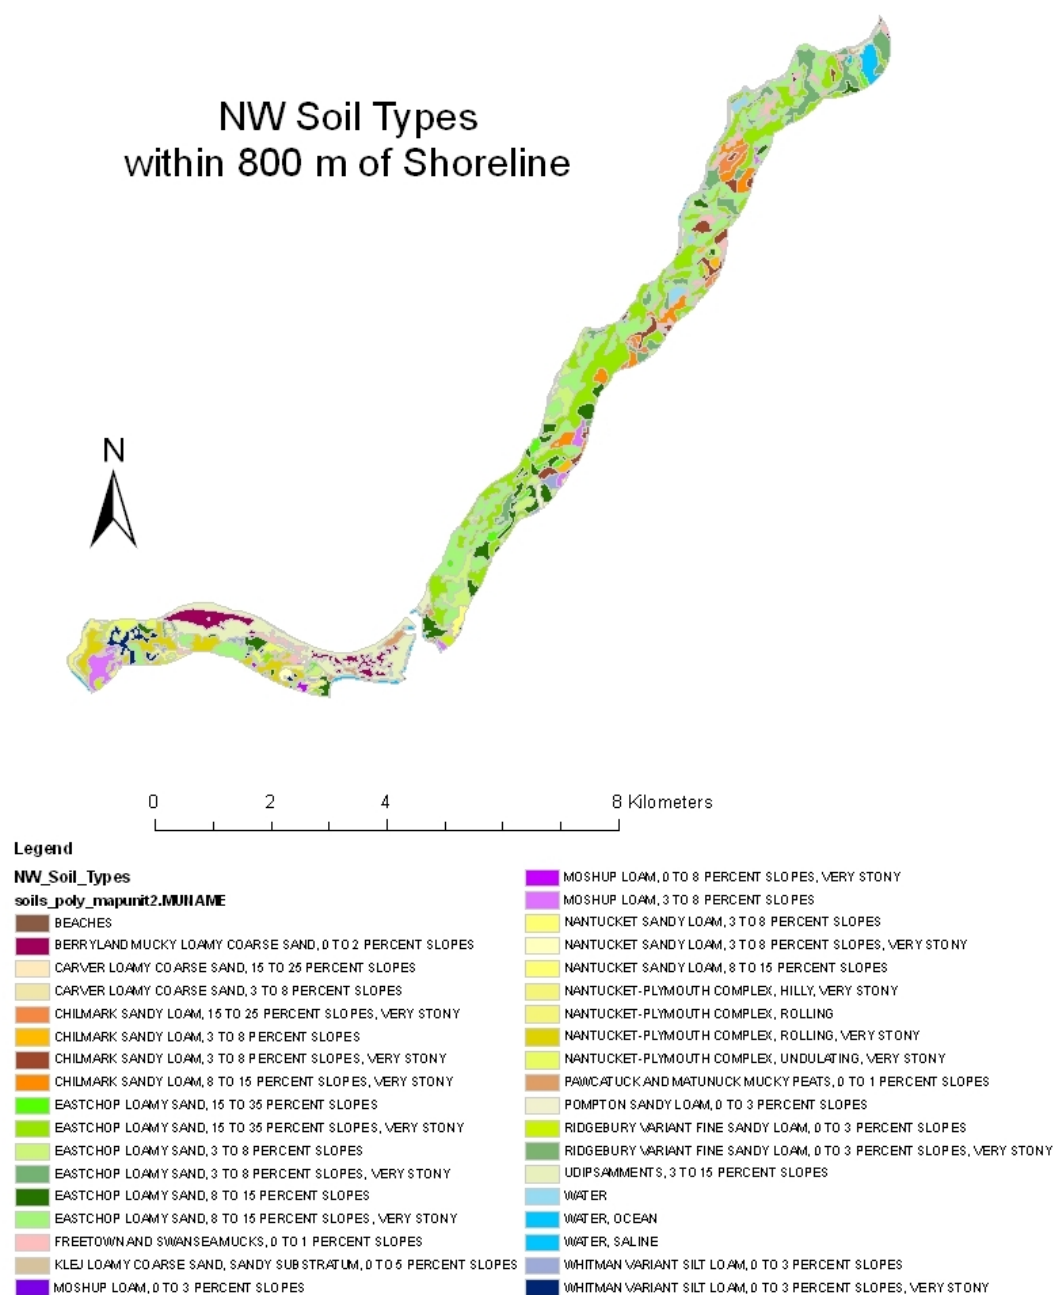 NW Soil Types
within 800 m of Shoreline
N
0 2 4 8 Kilometers
Legend
NW_Soil_Types
soils_poly_mapunit2.MUNAME
BEACHES
BERRYLAND MUCKY LOAMY COARSE SAND, 0 TO 2 PERCENT SLOPES
CARVER LOAMY COARSE SAND, 15 TO 25 PERCENT SLOPES
CARVER LOAMY COARSE SAND, 3 TO 8 PERCENT SLOPES
CHILMARK SANDY LOAM, 15 TO 25 PERCENT SLOPES, VERY STONY
CHILMARK SANDY LOAM, 3 TO 8 PERCENT SLOPES
CHILMARK SANDY LOAM, 3 TO 8 PERCENT SLOPES, VERY STONY
CHILMARK SANDY LOAM, 8 TO 15 PERCENT SLOPES, VERY STONY
EASTCHOP LOAMY SAND, 15 TO 35 PERCENT SLOPES
EASTCHOP LOAMY SAND, 15 TO 35 PERCENT SLOPES, VERY STONY
EASTCHOP LOAMY SAND, 3 TO 8 PERCENT SLOPES
EASTCHOP LOAMY SAND, 3 TO 8 PERCENT SLOPES, VERY STONY
EASTCHOP LOAMY SAND, 8 TO 15 PERCENT SLOPES
EASTCHOP LOAMY SAND, 8 TO 15 PERCENT SLOPES, VERY STONY
FREETOWN AND SWANSEA MUCKS, 0 TO 1 PERCENT SLOPES
KLEJ LOAMY COARSE SAND, SANDY SUBSTRATUM, 0 TO 5 PERCENT SLOPES
MOSHUP LOAM, 0 TO 3 PERCENT SLOPES
MOSHUP LOAM, 0 TO 8 PERCENT SLOPES, VERY STONY
MOSHUP LOAM, 3 TO 8 PERCENT SLOPES
NANTUCKET SANDY LOAM, 3 TO 8 PERCENT SLOPES
NANTUCKET SANDY LOAM, 3 TO 8 PERCENT SLOPES, VERY STONY
NANTUCKET SANDY LOAM, 8 TO 15 PERCENT SLOPES
NANTUCKET-PLYMOUTH COMPLEX, HILLY, VERY STONY
NANTUCKET-PLYMOUTH COMPLEX, ROLLING
NANTUCKET-PLYMOUTH COMPLEX, ROLLING, VERY STONY
NANTUCKET-PLYMOUTH COMPLEX, UNDULATING, VERY STONY
PAWCATUCK AND MATUNUCK MUCKY PEATS, 0 TO 1 PERCENT SLOPES
POMPTON SANDY LOAM, 0 TO 3 PERCENT SLOPES
RIDGEBURY VARIANT FINE SANDY LOAM, 0 TO 3 PERCENT SLOPES
RIDGEBURY VARIANT FINE SANDY LOAM, 0 TO 3 PERCENT SLOPES, VERY STONY
UDIPSAMMENTS, 3 TO 15 PERCENT SLOPES
WATER
WATER, OCEAN
WATER, SALINE
WHITMAN VARIANT SILT LOAM, 0 TO 3 PERCENT SLOPES
WHITMAN VARIANT SILT LOAM, 0 TO 3 PERCENT SLOPES, VERY STONY